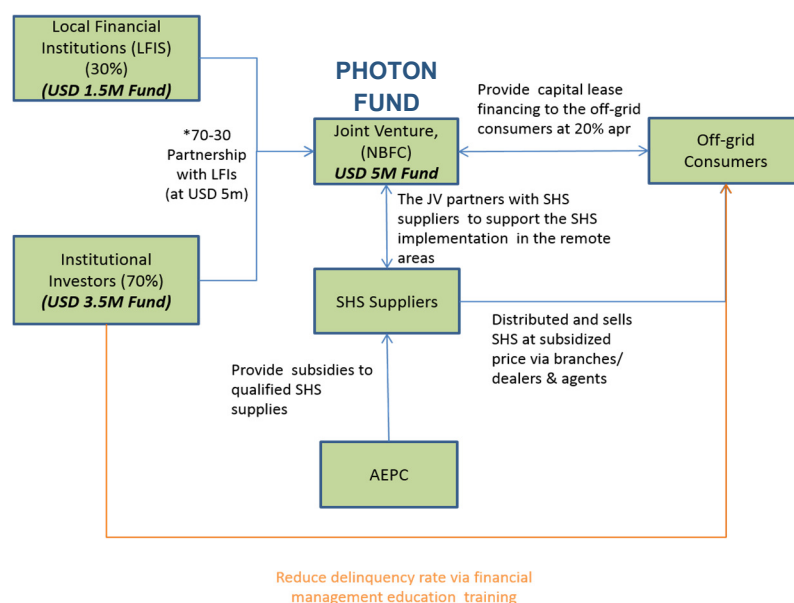 Local Financial
Institutions (LFIS)
(30%)
(USD 1.5M Fund)
*70-30
Partnership
with LFIs
(at USD 5m)
Institutional
Investors (70%)
(USD 3.5M Fund)
PHOTON
FUND
Joint Venture,
(NBFC)
USD 5M Fund
Provide capital lease
financing to the off-grid
consumers at 20% apr
Off-grid
Consumers
The JV partners with SHS
suppliers to support the SHS
implementation in the remote
areas
SHS Suppliers
Distributed and sells
SHS at subsidized
price via branches/
dealers & agents
Provide subsidies to
qualified SHS
supplies
AEPC
Reduce delinquency rate via financial
management education training